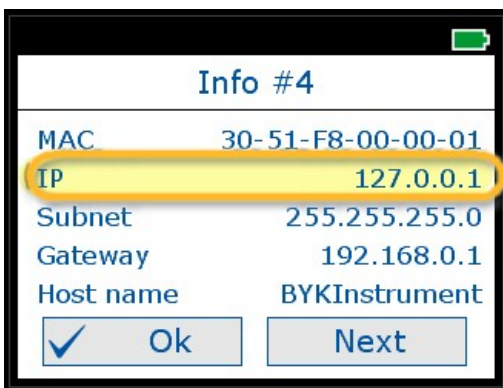 Info #4
MAC 30-51-F8-00-00-01
IP 127.0.0.1
Subnet 255.255.255.0
Gateway 192.168.0.1
Host name BYKInstrument
Ok Next